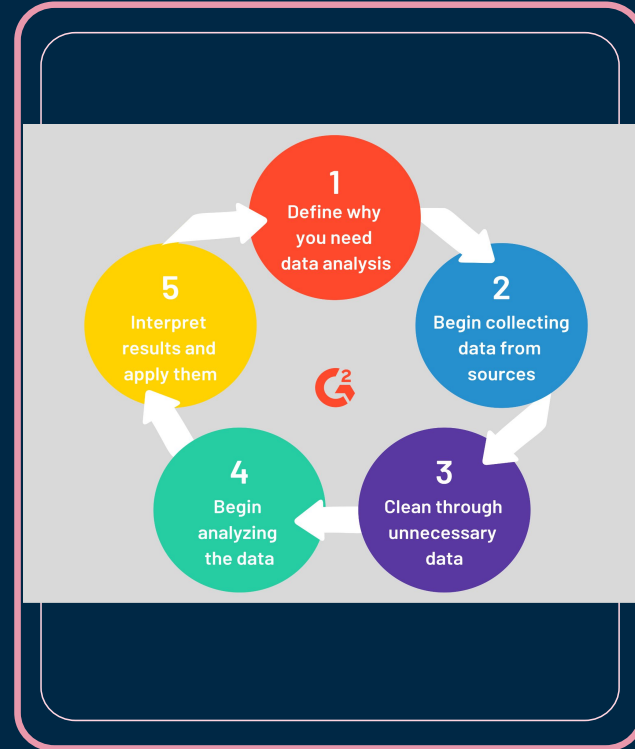 1
Define why
you need
data analysis
2
Begin collecting
data from
sources
3
Clean through
unnecessary
data
4
Begin
analyzing
the data
5
Interpret
results and
apply them
G2